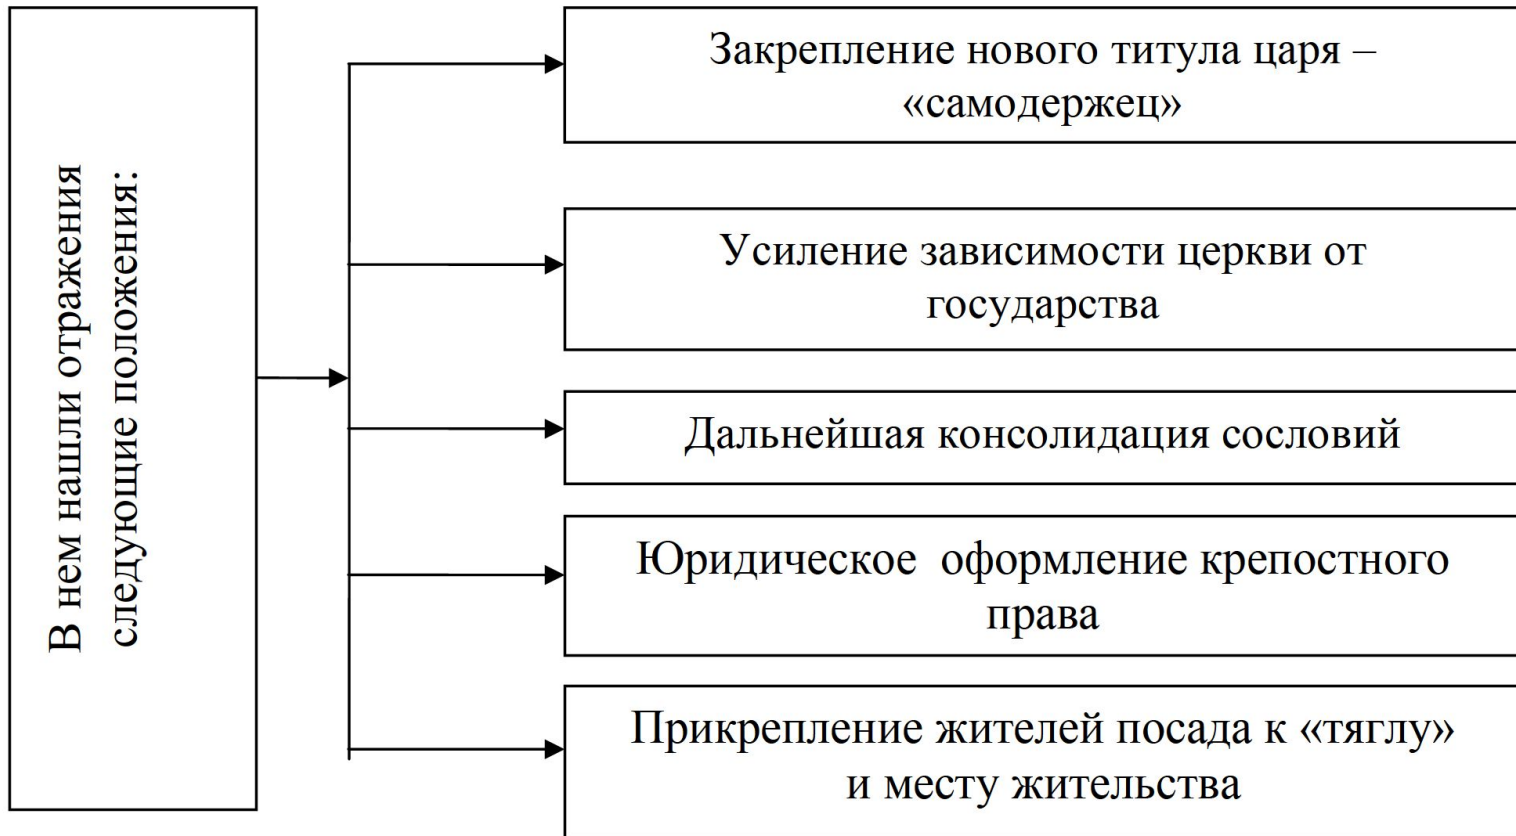 В нем нашли отражения
следующие положения:
Закрепление нового титула царя –
«самодержец»
Усиление зависимости церкви от
государства
Дальнейшая консолидация сословий
Юридическое оформление крепостного
права
Прикрепление жителей посада к «тяглу»
и месту жительства